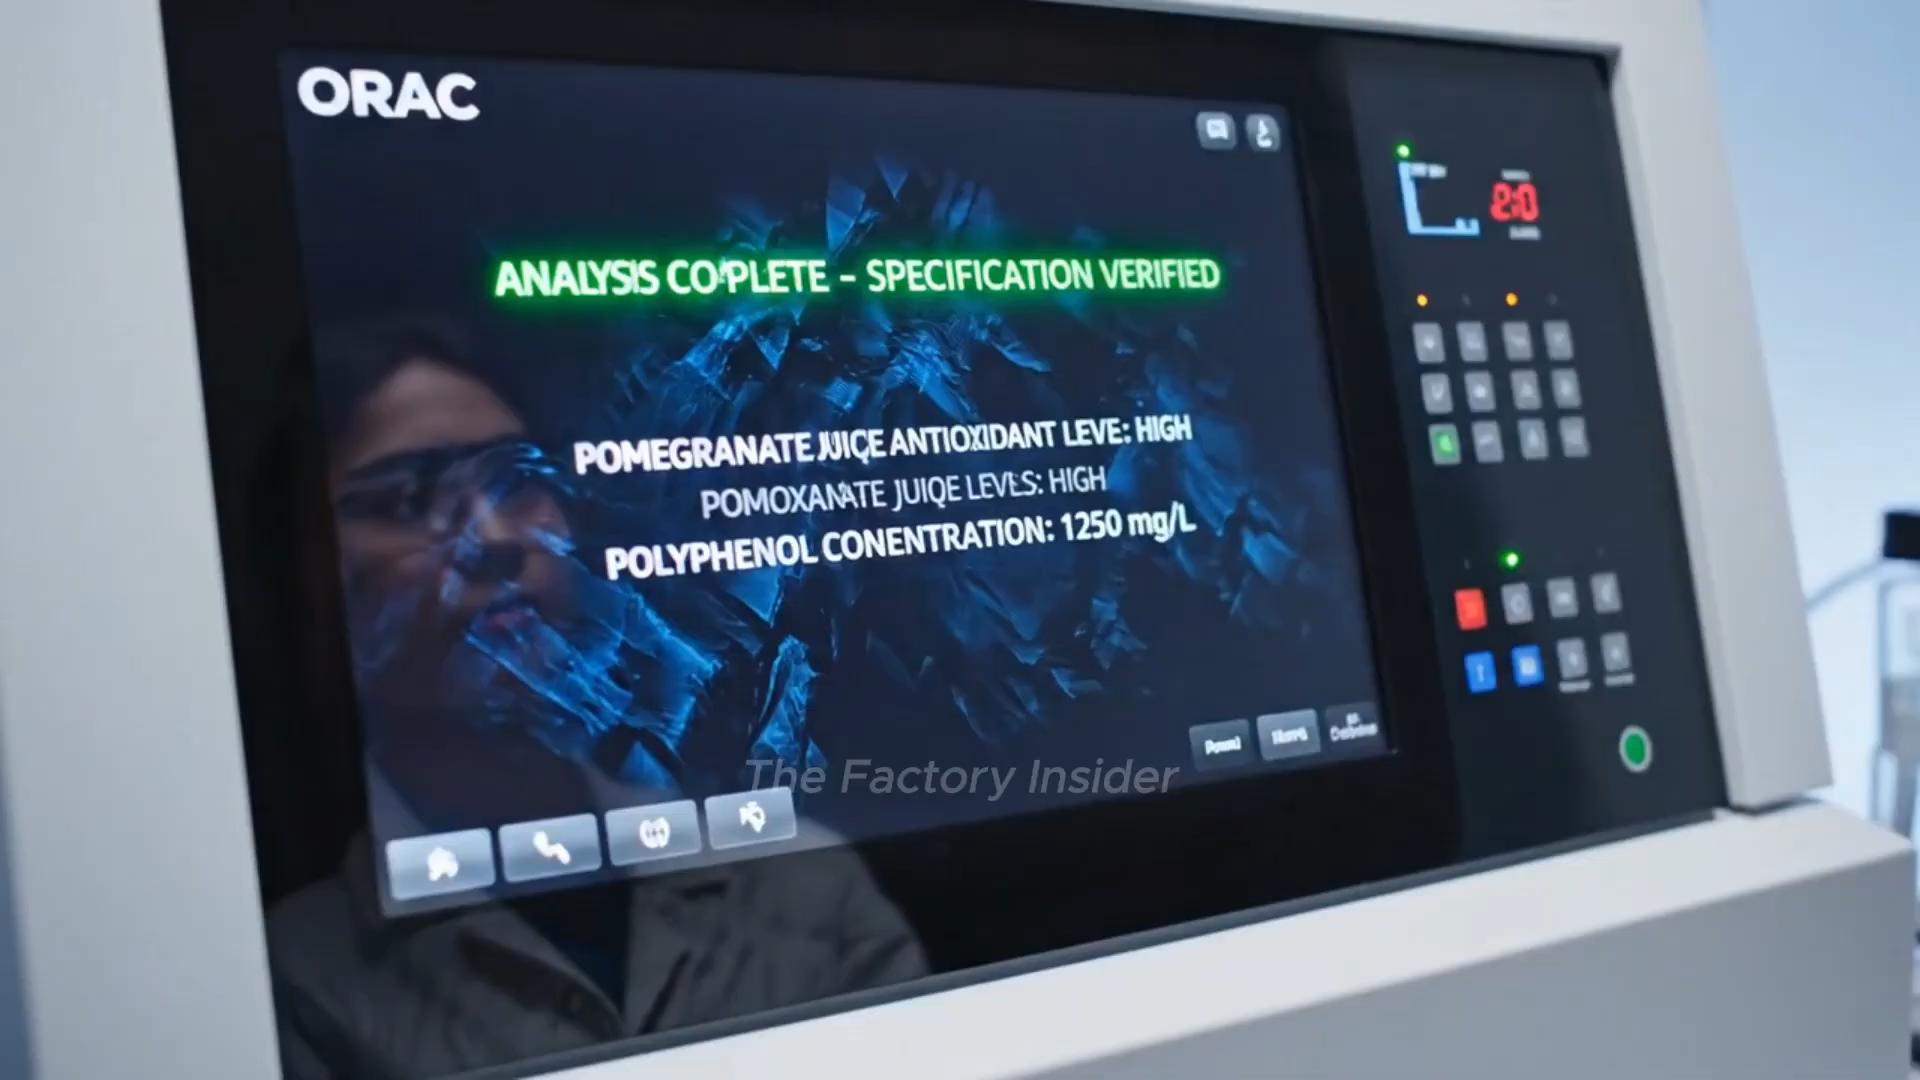 ORAC
ANALYSIS CO'PLETE – SPECIFICATION VERIFIED
POMEGRANATE JUIÇE ANTIOXIDANT LEVE: HIGH
POMOXANATE JUIQE LEVES: HIGH
POLYPHENOL CONENTRATION: 1250 mg/L
The Factory Insider